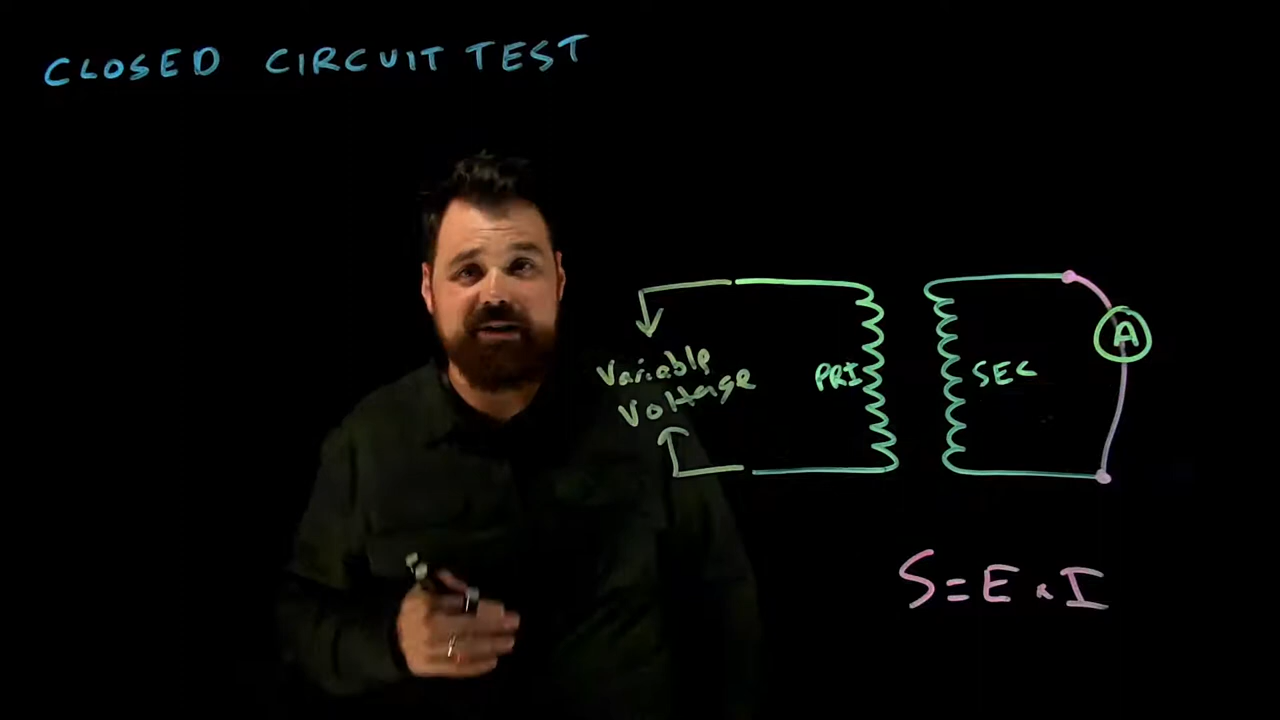 CLOSED CIRCUIT TEST
A
Variable
Voltage
PRI
SEC
S = E x I